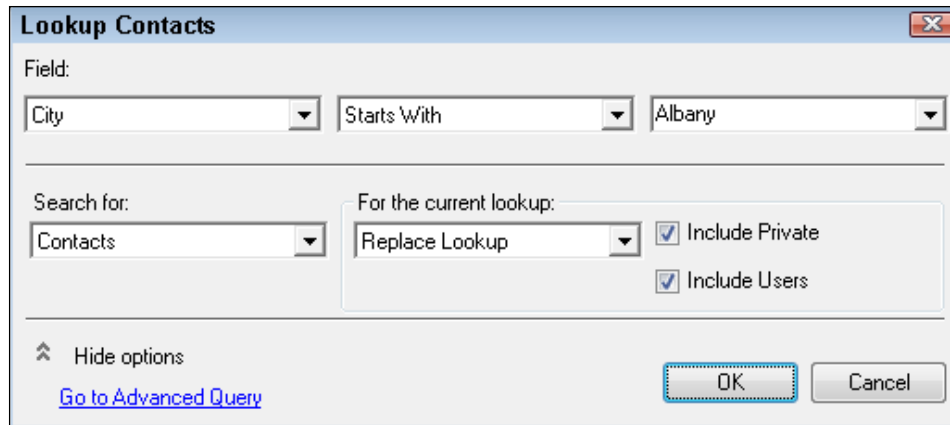 Lookup Contacts
Field:
City Starts With Albany
Search for: For the current lookup:
Contacts Replace Lookup Include Private
Include Users
Hide options
Go to Advanced Query
OK Cancel